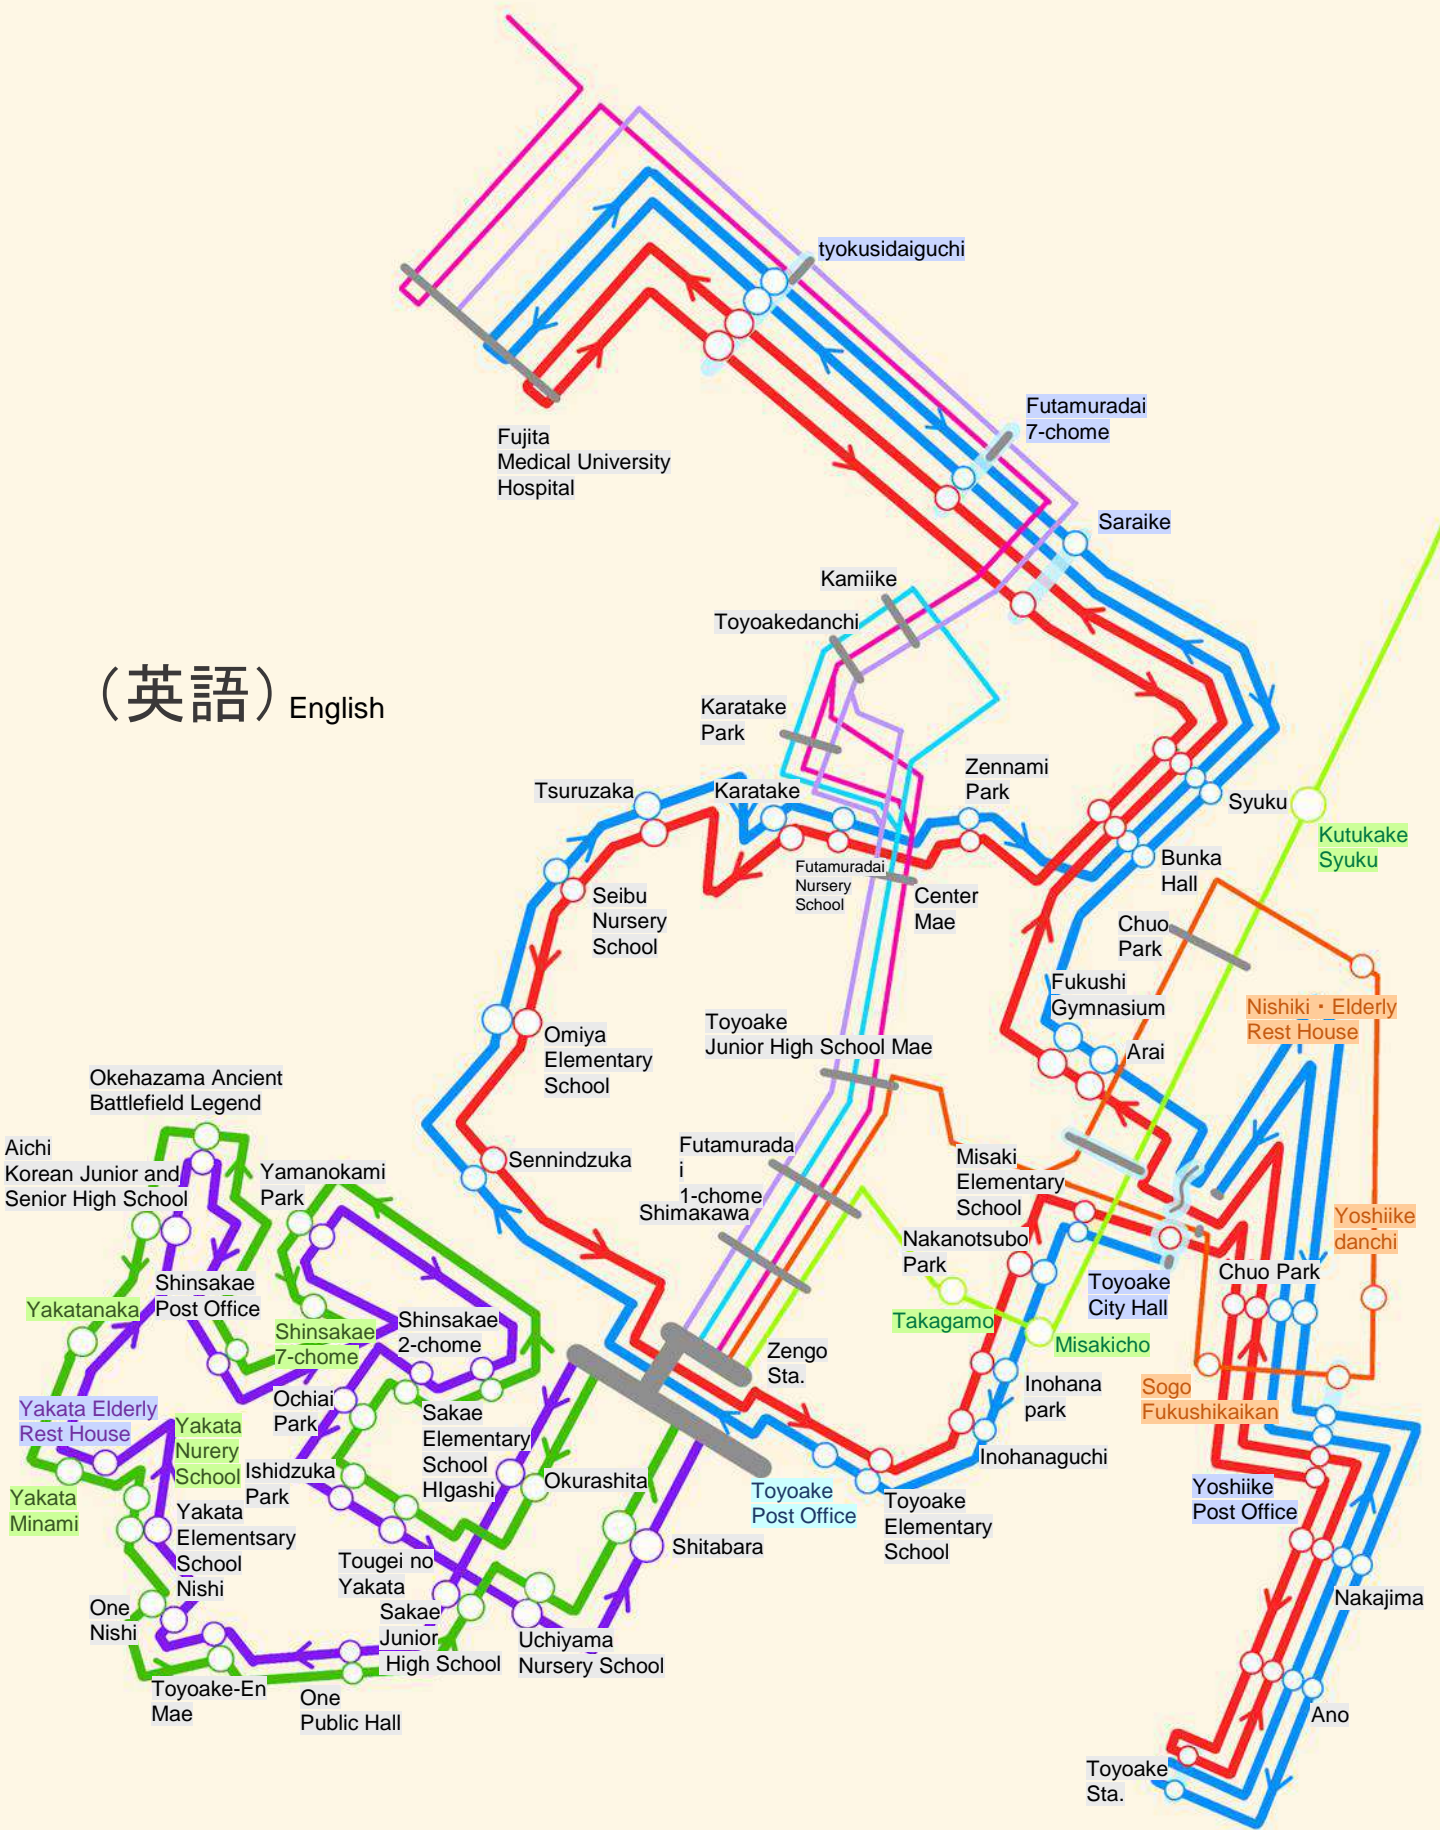 tyokusidaiguchi
Futamuradai
7-chome
Fujita
Medical University
Hospital
Saraike
Kamiike
Toyoakedanchi
（英語）English
Karatake
Park
Zennami
Park
Tsuruzaka
Karatake
Syuku
Kutukake
Syuku
Bunka
Hall
Futamuradai
Nursery
School
Center
Mae
Seibu
Nursery
School
Chuo
Park
Fukushi
Gymnasium
Nishiki・Elderly
Rest House
Toyoake
Junior High School Mae
Arai
Omiya
Elementary
School
Okehazama Ancient
Battlefield Legend
Aichi
Korean Junior and
Senior High School
Yamanokami
Park
Sennindzuka
Futamurada
i
1-chome
Shimakawa
Misaki
Elementary
School
Nakanotsubo
Park
Yoshiike
danchi
Shinsakae
Post Office
Toyoake
City Hall
Chuo Park
Yakatanaka
Shinsakae
7-chome
Shinsakae
2-chome
Takagamo
Misakicho
Zengo
Sta.
Yakata Elderly
Rest House
Ochiai
Park
Inohana
park
Sogo
Fukushikaikan
Yakata
Nurery
School
Sakae
Elementary
School
HIgashi
Inohanaguchi
Ishidzuka
Park
Okurashita
Yakata
Minami
Toyoake
Post Office
Toyoake
Elementary
School
Yoshiike
Post Office
Yakata
Elementsary
School
Nishi
Shitabara
Tougei no
Yakata
Nakajima
One
Nishi
Sakae
Junior
High School
Uchiyama
Nursery School
Toyoake-En
Mae
One
Public Hall
Ano
Toyoake
Sta.